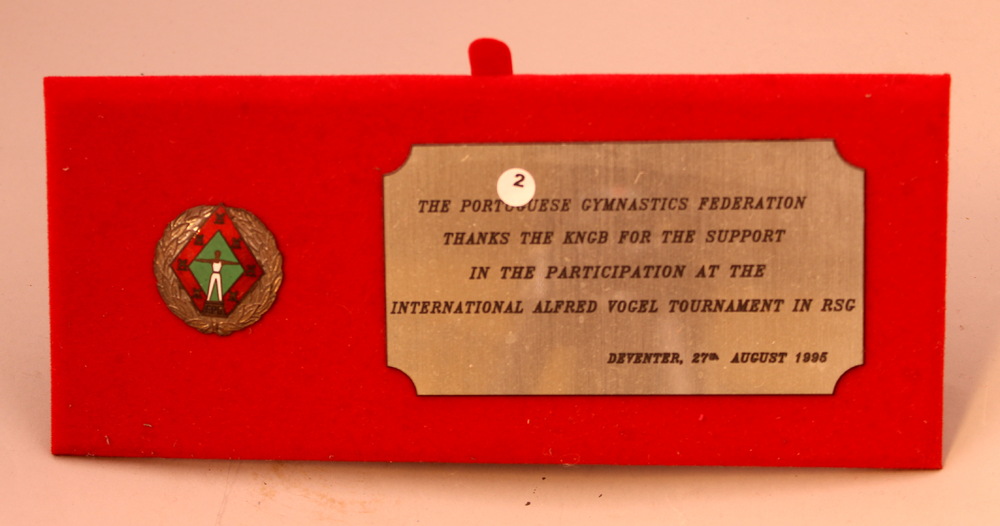 2
THE PORTUGUESE GYMNASTICS FEDERATION
THANKS THE KNGB FOR THE SUPPORT
IN THE PARTICIPATION AT THE
INTERNATIONAL ALFRED VOGEL TOURNAMENT IN RSG
DEVENTER, 27th AUGUST 1995